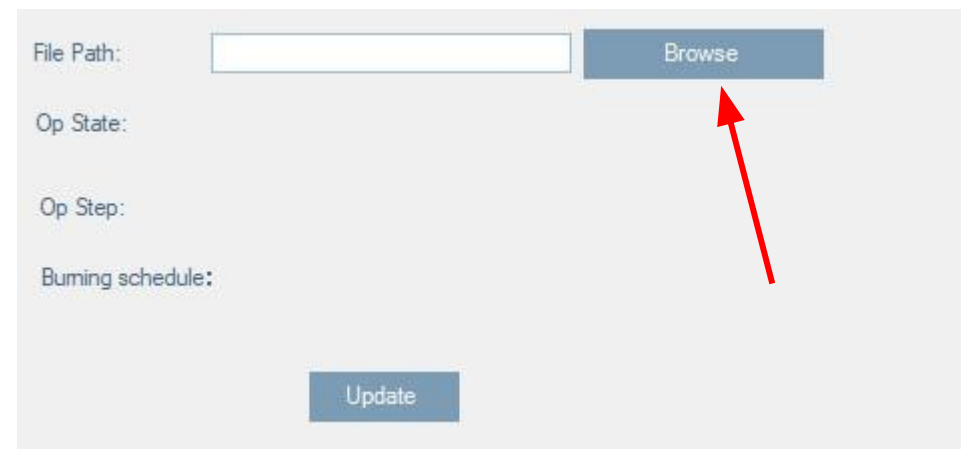 File Path:
Browse
Op State:
Op Step:
Burning schedule:
Update